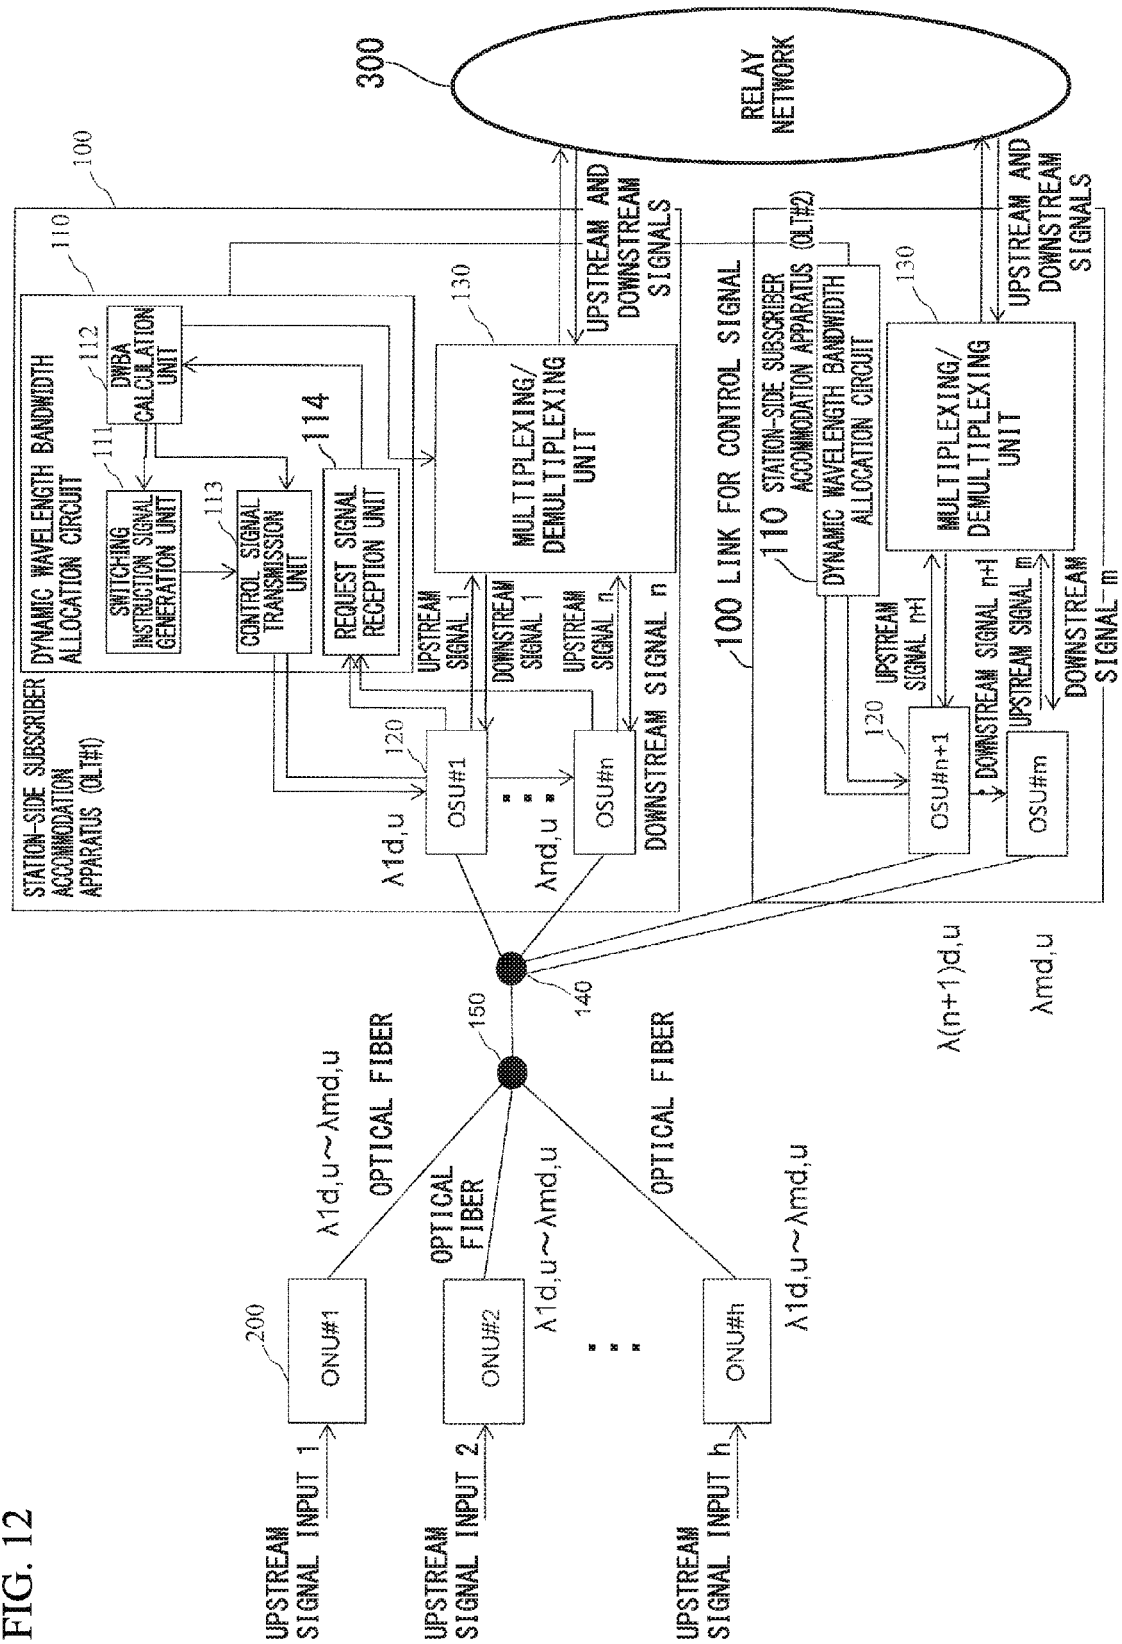 FIG. 12
UPSTREAM
SIGNAL INPUT 1
200
ONU#1
λ1d,u~λmd,u
OPTICAL FIBER
UPSTREAM
SIGNAL INPUT 2
ONU#2
OPTICAL
FIBER
λ1d,u~λmd,u
UPSTREAM
SIGNAL INPUT h
ONU#h
OPTICAL FIBER
λ1d,u~λmd,u
150
140
STATION-SIDE SUBSCRIBER
ACCOMMODATION
APPARATUS (OLT#1)
100
DYNAMIC WAVELENGTH BANDWIDTH
ALLOCATION CIRCUIT
110
SWITCHING
INSTRUCTION SIGNAL
GENERATION UNIT
111
DWBA
CALCULATION
UNIT
112
CONTROL SIGNAL
TRANSMISSION
UNIT
113
REQUEST SIGNAL
RECEPTION UNIT
114
λ1d,u
120
OSU#1
UPSTREAM
SIGNAL 1
DOWNSTREAM
SIGNAL 1
λnd,u
OSU#n
UPSTREAM
SIGNAL n
DOWNSTREAM SIGNAL n
130
MULTIPLEXING/
DEMULTIPLEXING
UNIT
UPSTREAM AND
DOWNSTREAM
SIGNALS
300
RELAY
NETWORK
100 LINK FOR CONTROL SIGNAL
110 STATION-SIDE SUBSCRIBER
ACCOMMODATION APPARATUS (OLT#2)
DYNAMIC WAVELENGTH BANDWIDTH
ALLOCATION CIRCUIT
120
OSU#n+1
UPSTREAM
SIGNAL n+1
DOWNSTREAM SIGNAL n+1
UPSTREAM SIGNAL m
OSU#m
DOWNSTREAM
SIGNAL m
130
MULTIPLEXING/
DEMULTIPLEXING
UNIT
UPSTREAM AND
DOWNSTREAM
SIGNALS
λ(n+1)d,u
λmd,u